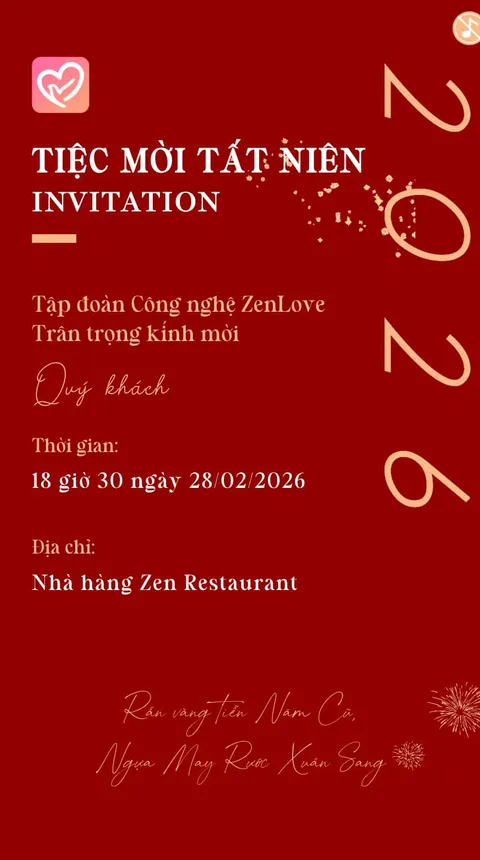 TIỆC MỜI TẤT NIÊN
INVITATION
2026
Tập đoàn Công nghệ ZenLove
Trân trọng kính mời
Quý khách
Thời gian:
18 giờ 30 ngày 28/02/2026
Địa chỉ:
Nhà hàng Zen Restaurant
Rắn vàng Tiễn Năm Cũ,
Ngựa May Rước Xuân Sang